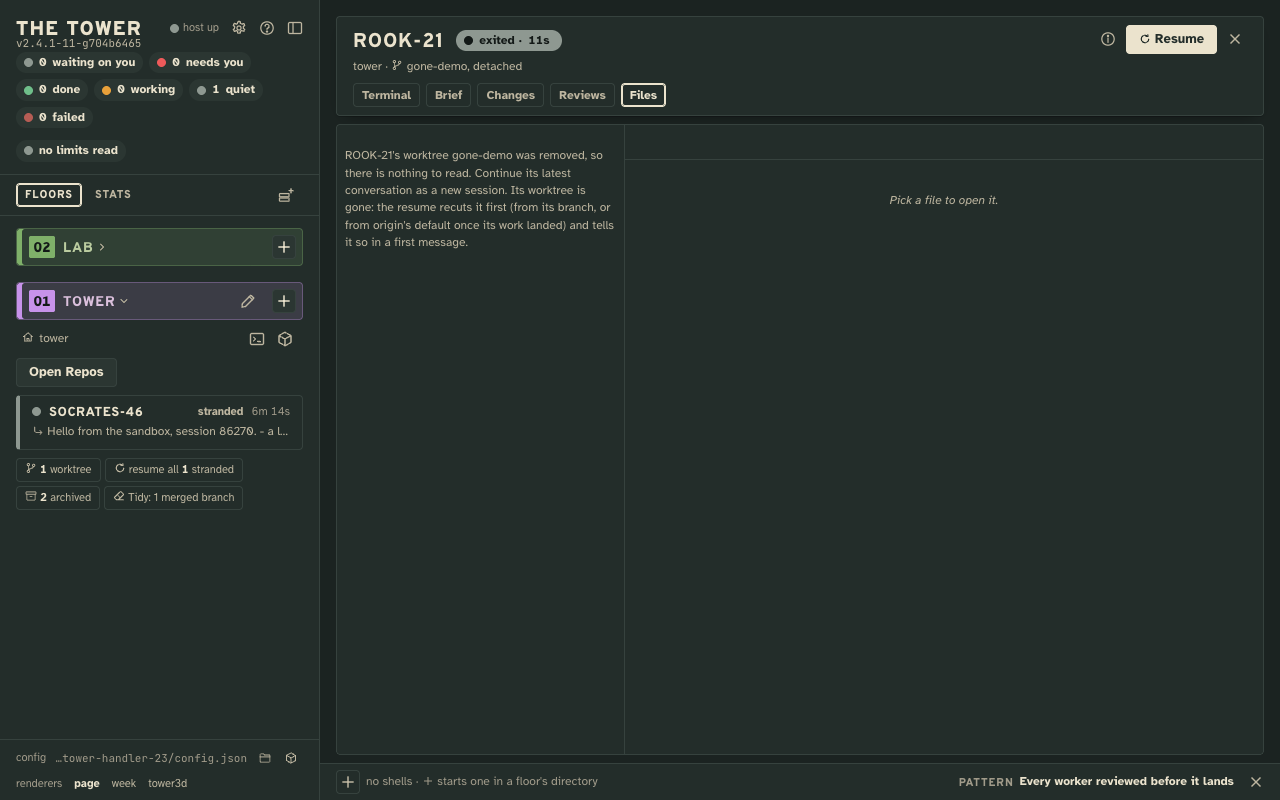 THE TOWER
host up
v2.4.1-11-g704b6465
0 waiting on you
0 needs you
0 done
0 working
1 quiet
0 failed
no limits read
FLOORS
STATS
02 LAB
01 TOWER
tower
Open Repos
SOCRATES-46
stranded 6m 14s
Hello from the sandbox, session 86270. - a l…
1 worktree
resume all 1 stranded
2 archived
Tidy: 1 merged branch
config …tower-handler-23/config.json
renderers page week tower3d
ROOK-21
exited · 11s
Resume
tower · gone-demo, detached
Terminal
Brief
Changes
Reviews
Files
ROOK-21's worktree gone-demo was removed, so
there is nothing to read. Continue its latest
conversation as a new session. Its worktree is
gone: the resume recuts it first (from its branch, or
from origin's default once its work landed) and tells
it so in a first message.
Pick a file to open it.
no shells · + starts one in a floor's directory
PATTERN Every worker reviewed before it lands